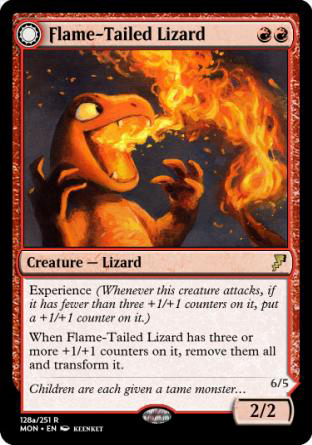 Flame-Tailed Lizard
Creature — Lizard
Experience (Whenever this creature attacks, if
it has fewer than three +1/+1 counters on it, put
a +1/+1 counter on it.)
When Flame-Tailed Lizard has three or
more +1/+1 counters on it, remove them all
and transform it.
Children are each given a tame monster...
6/5
2/2
128a/251 R
MON • EN KEENKET